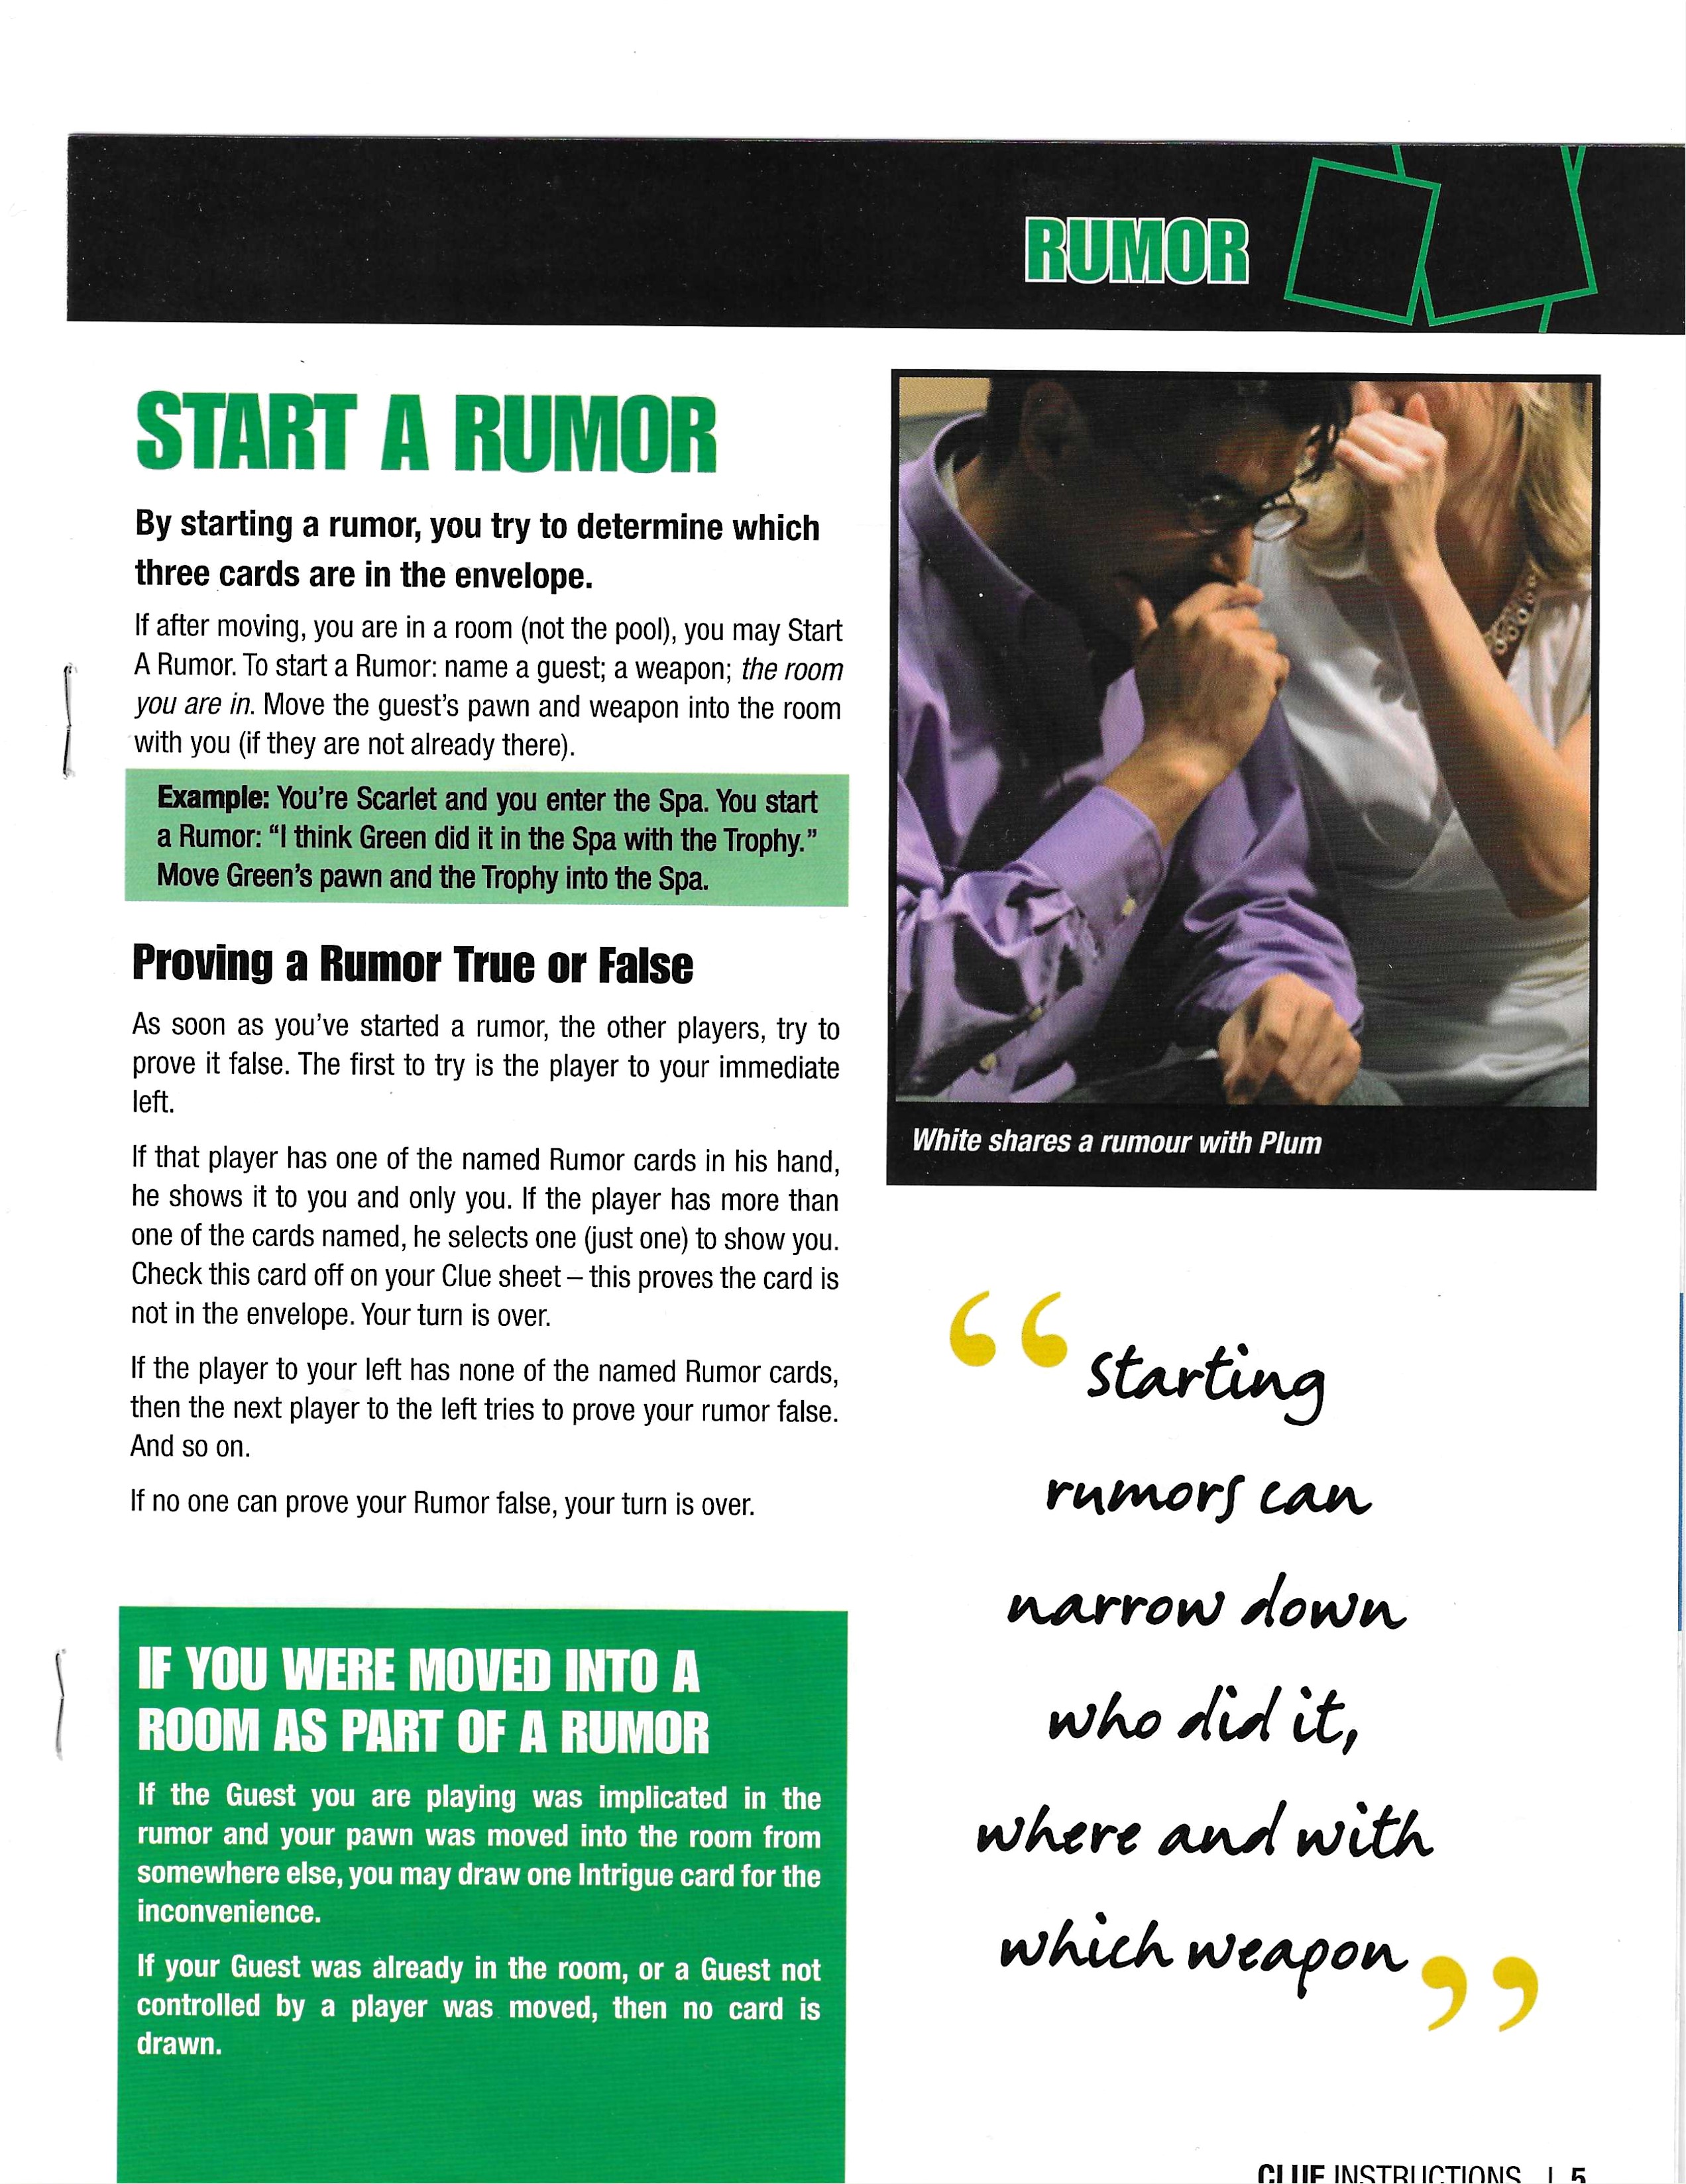 RUMOR
START A RUMOR
By starting a rumor, you try to determine which
three cards are in the envelope.
If after moving, you are in a room (not the pool), you may Start
A Rumor. To start a Rumor: name a guest; a weapon; the room
you are in. Move the guest's pawn and weapon into the room
with you (if they are not already there).
Example: You're Scarlet and you enter the Spa. You start
a Rumor: “I think Green did it in the Spa with the Trophy.”
Move Green's pawn and the Trophy into the Spa.
Proving a Rumor True or False
As soon as you've started a rumor, the other players, try to
prove it false. The first to try is the player to your immediate
left.
If that player has one of the named Rumor cards in his hand,
he shows it to you and only you. If the player has more than
one of the cards named, he selects one (just one) to show you.
Check this card off on your Clue sheet – this proves the card is
not in the envelope. Your turn is over.
If the player to your left has none of the named Rumor cards,
then the next player to the left tries to prove your rumor false.
And so on.
If no one can prove your Rumor false, your turn is over.
IF YOU WERE MOVED INTO A
ROOM AS PART OF A RUMOR
If the Guest you are playing was implicated in the
rumor and your pawn was moved into the room from
somewhere else, you may draw one Intrigue card for the
inconvenience.
If your Guest was already in the room, or a Guest not
controlled by a player was moved, then no card is
drawn.
White shares a rumour with Plum
“starting
rumors can
narrow down
who did it,
where and with
which weapon”
CLUE INSTRUCTIONS | 5